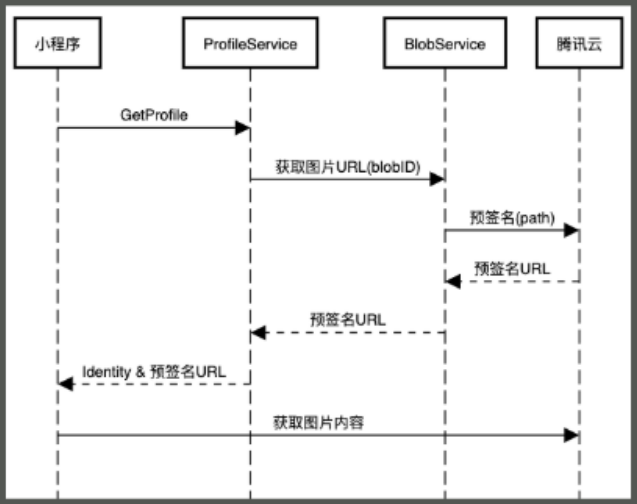 小程序
ProfileService
BlobService
腾讯云
GetProfile
获取图片URL(blobID)
预签名(path)
预签名URL
预签名URL
Identity & 预签名URL
获取图片内容